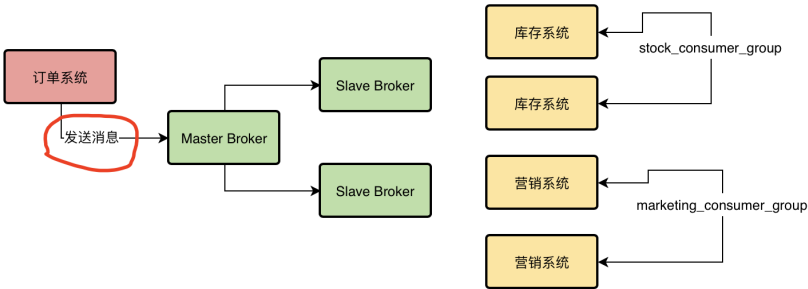 订单系统
发送消息
Master Broker
Slave Broker
Slave Broker
库存系统
库存系统
stock_consumer_group
营销系统
营销系统
marketing_consumer_group